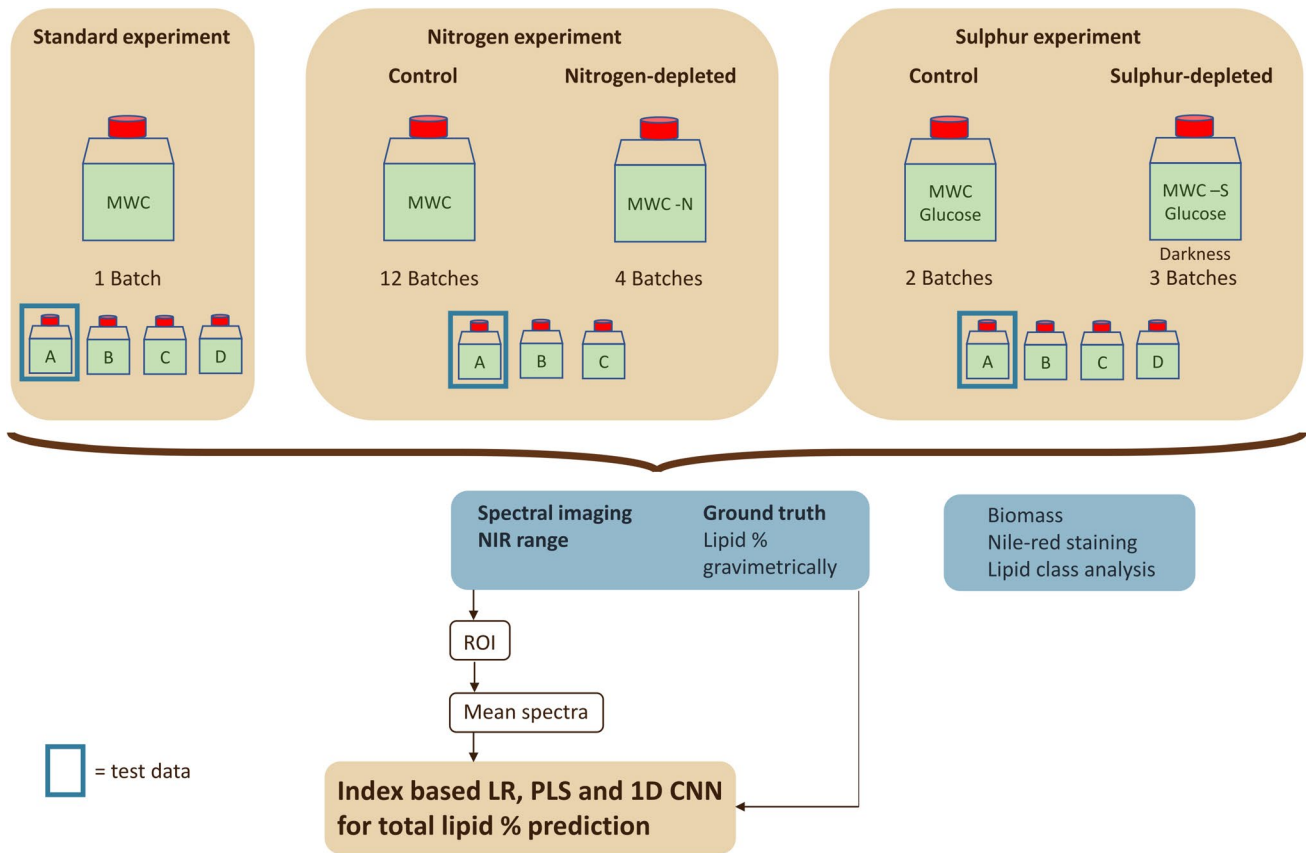 Standard experiment
MWC
1 Batch
A
B
C
D
Nitrogen experiment
Control
Nitrogen-depleted
MWC
MWC -N
12 Batches
4 Batches
A
B
C
Sulphur experiment
Control
Sulphur-depleted
MWC
Glucose
MWC –S
Glucose
Darkness
2 Batches
3 Batches
A
B
C
D
Spectral imaging
NIR range
Ground truth
Lipid %
gravimetrically
Biomass
Nile-red staining
Lipid class analysis
ROI
Mean spectra
= test data
Index based LR, PLS and 1D CNN
for total lipid % prediction